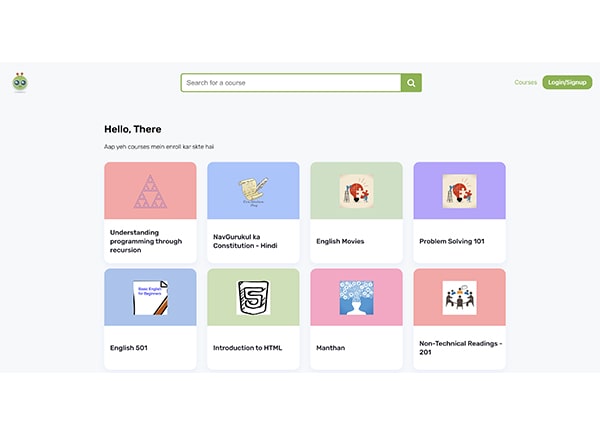 Search for a course
Courses
Login/Signup
Hello, There
Aap yeh courses mein enroll kar skte hai
Understanding
programming through
recursion
NavGurukul ka
Constitution - Hindi
English Movies
Problem Solving 101
Basic English
for Beginners
English 501
Introduction to HTML
Manthan
Non-Technical Readings -
201